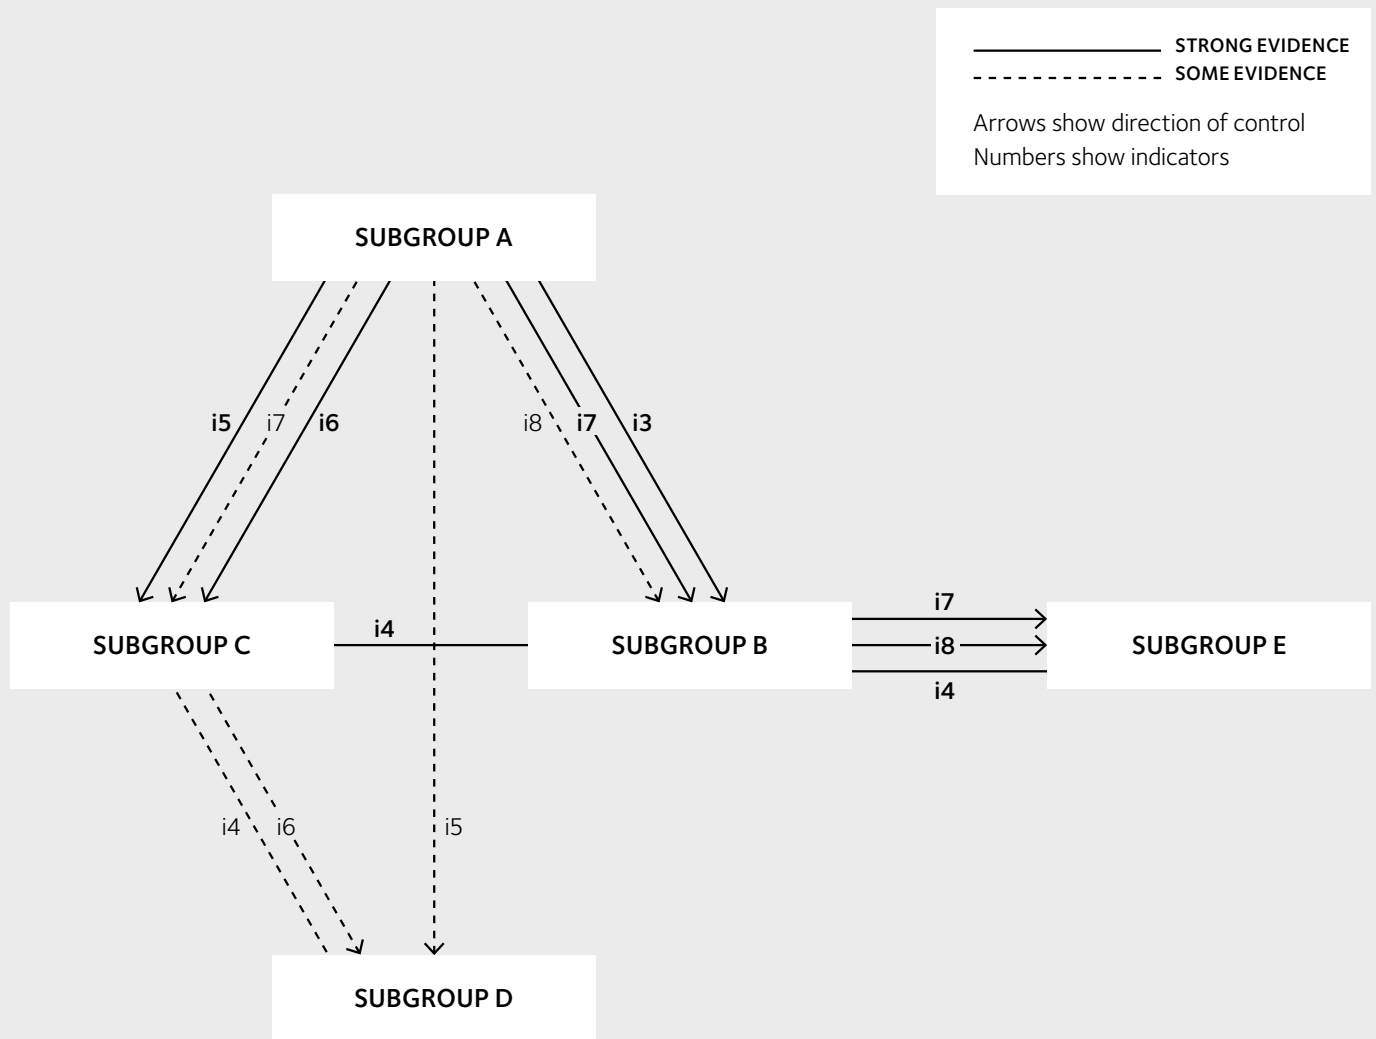 STRONG EVIDENCE
SOME EVIDENCE
Arrows show direction of control
Numbers show indicators
SUBGROUP A
i5 i7 i6 i8 i7 i3
i7
SUBGROUP C i4 SUBGROUP B i8 SUBGROUP E
i4
i4 i6 i5
SUBGROUP D